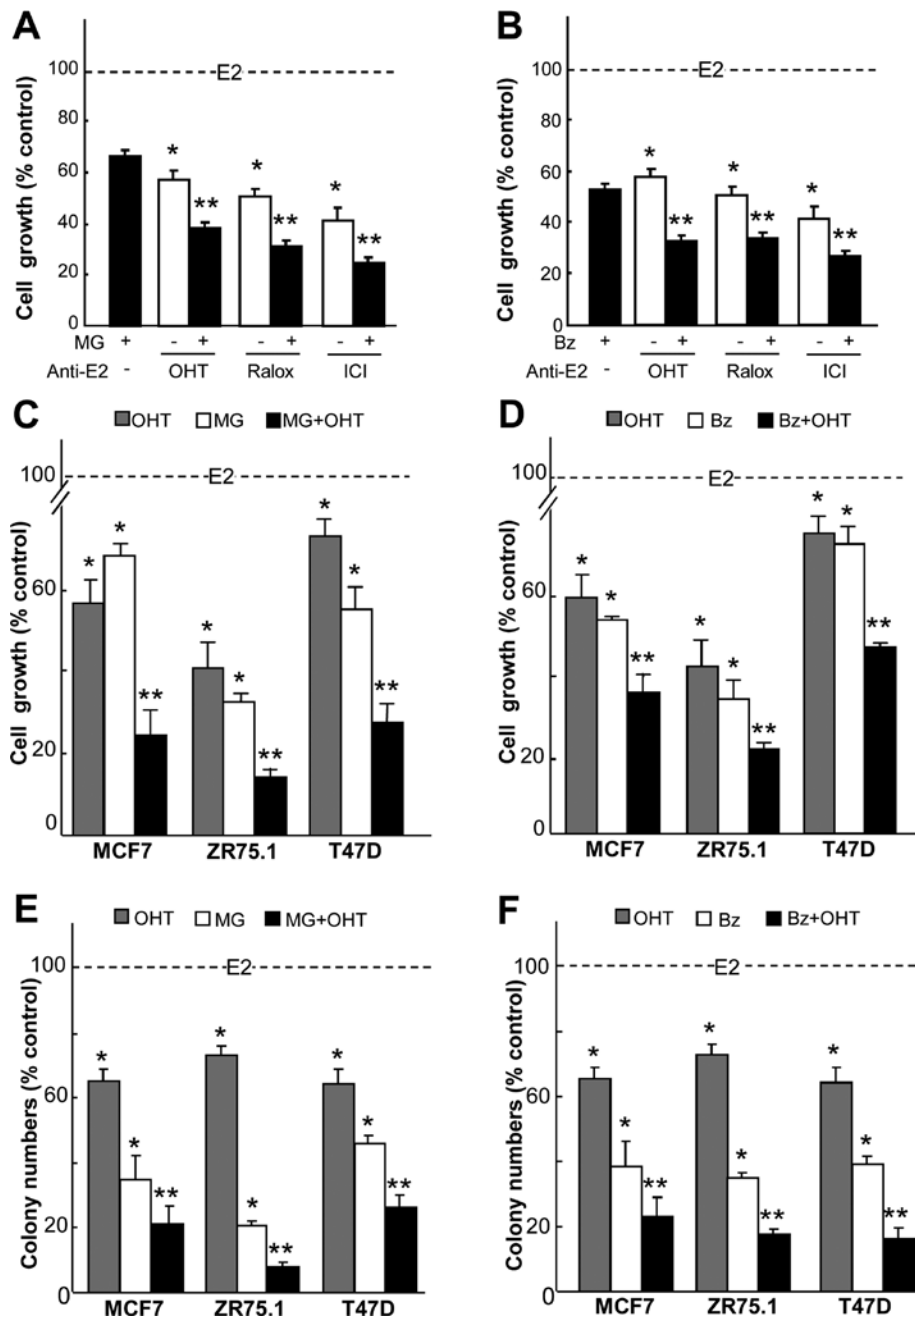 A
Cell growth (% control)
100
80
60
40
20
0
E2
*
**
*
**
*
**
MG + - + - + - +
Anti-E2 - OHT Ralox ICI
B
Cell growth (% control)
100
80
60
40
20
0
E2
*
**
*
**
*
**
Bz + - + - + - +
Anti-E2 - OHT Ralox ICI
C
OHT MG MG+OHT
Cell growth (% control)
100
60
20
0
E2
* * **
* * **
* * **
MCF7 ZR75.1 T47D
D
OHT Bz Bz+OHT
Cell growth (% control)
100
60
20
0
E2
* * **
* * **
* * **
MCF7 ZR75.1 T47D
E
OHT MG MG+OHT
Colony numbers (% control)
100
60
20
0
E2
* * **
* * **
* * **
MCF7 ZR75.1 T47D
F
OHT Bz Bz+OHT
Colony numbers (% control)
100
60
20
0
E2
* * **
* * **
* * **
MCF7 ZR75.1 T47D